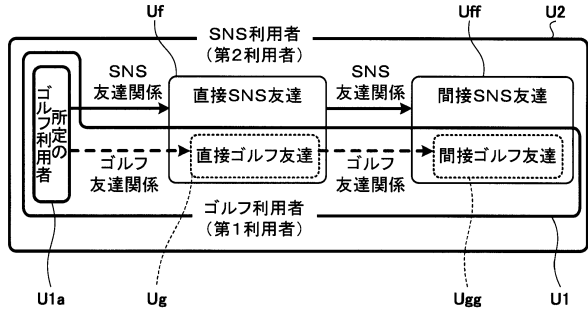 Uf
Uff
U2
SNS利用者
(第2利用者)
所定の
ゴルフ利用者
SNS
友達関係
直接SNS友達
SNS
友達関係
間接SNS友達
ゴルフ
友達関係
直接ゴルフ友達
ゴルフ
友達関係
間接ゴルフ友達
ゴルフ利用者
(第1利用者)
U1a
Ug
Ugg
U1